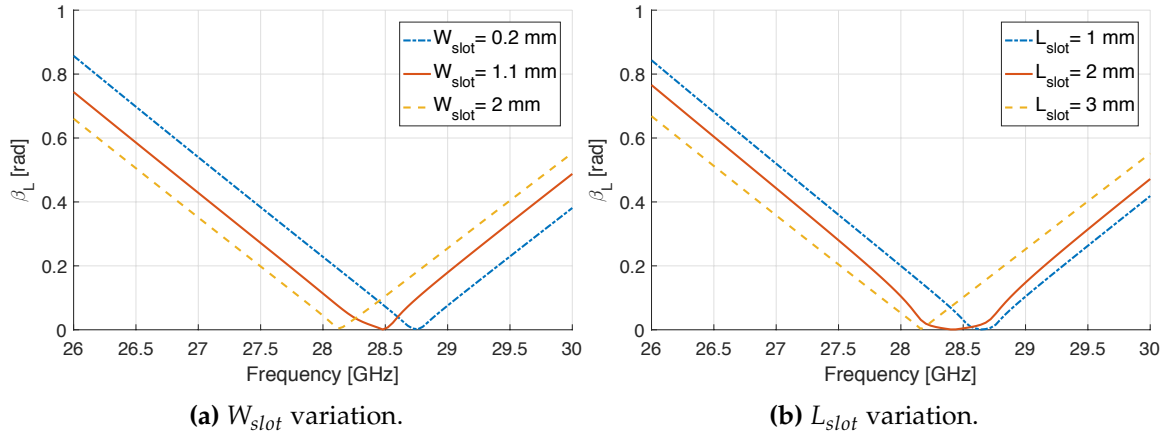 1
0.8
0.6
0.4
0.2
0
β_L [rad]
26 26.5 27 27.5 28 28.5 29 29.5 30
Frequency [GHz]
W_slot= 0.2 mm
W_slot= 1.1 mm
W_slot= 2 mm
(a) W_slot variation.
1
0.8
0.6
0.4
0.2
0
β_L [rad]
26 26.5 27 27.5 28 28.5 29 29.5 30
Frequency [GHz]
L_slot= 1 mm
L_slot= 2 mm
L_slot= 3 mm
(b) L_slot variation.